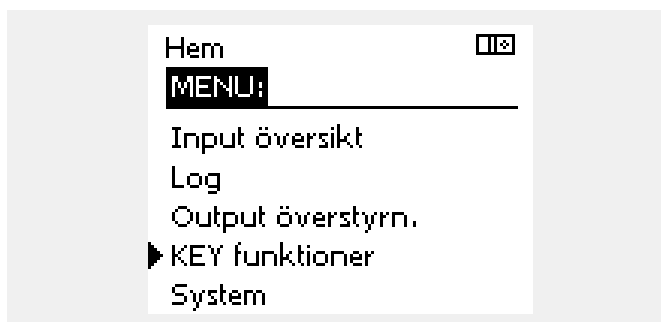 Hem
MENU:
Input översikt
Log
Output överstyrn.
KEY funktioner
System